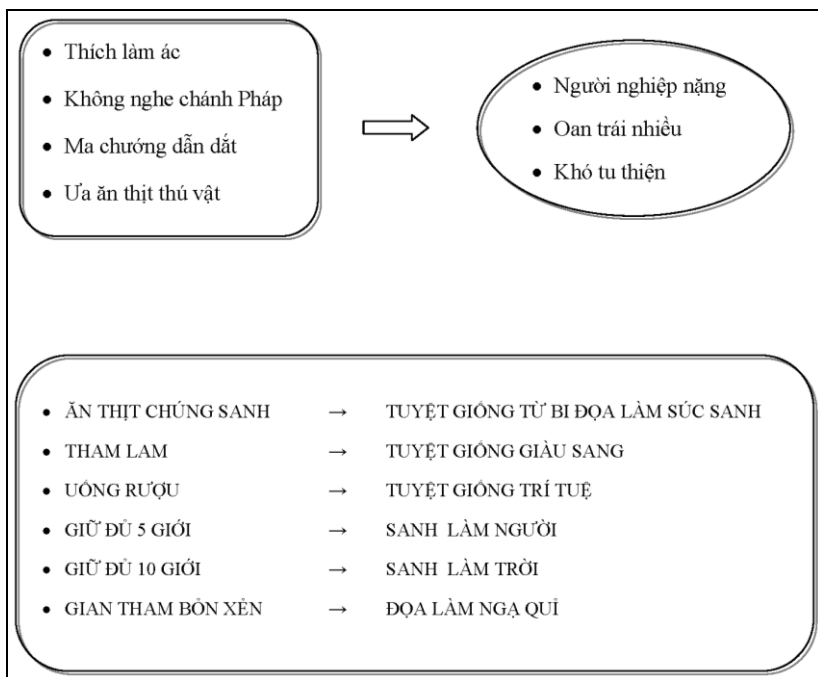 • Thích làm ác
• Không nghe chánh Pháp
• Ma chướng dẫn dắt
• Ưa ăn thịt thú vật
• Người nghiệp nặng
• Oan trái nhiều
• Khó tu thiện
• ĂN THỊT CHÚNG SANH → TUYỆT GIỐNG TỪ BI ĐỌA LÀM SÚC SANH
• THAM LAM → TUYỆT GIỐNG GIÀU SANG
• UỐNG RƯỢU → TUYỆT GIỐNG TRÍ TUỆ
• GIỮ ĐỦ 5 GIỚI → SANH LÀM NGƯỜI
• GIỮ ĐỦ 10 GIỚI → SANH LÀM TRỜI
• GIAN THAM BỎN XẺN → ĐỌA LÀM NGẠ QUỈ